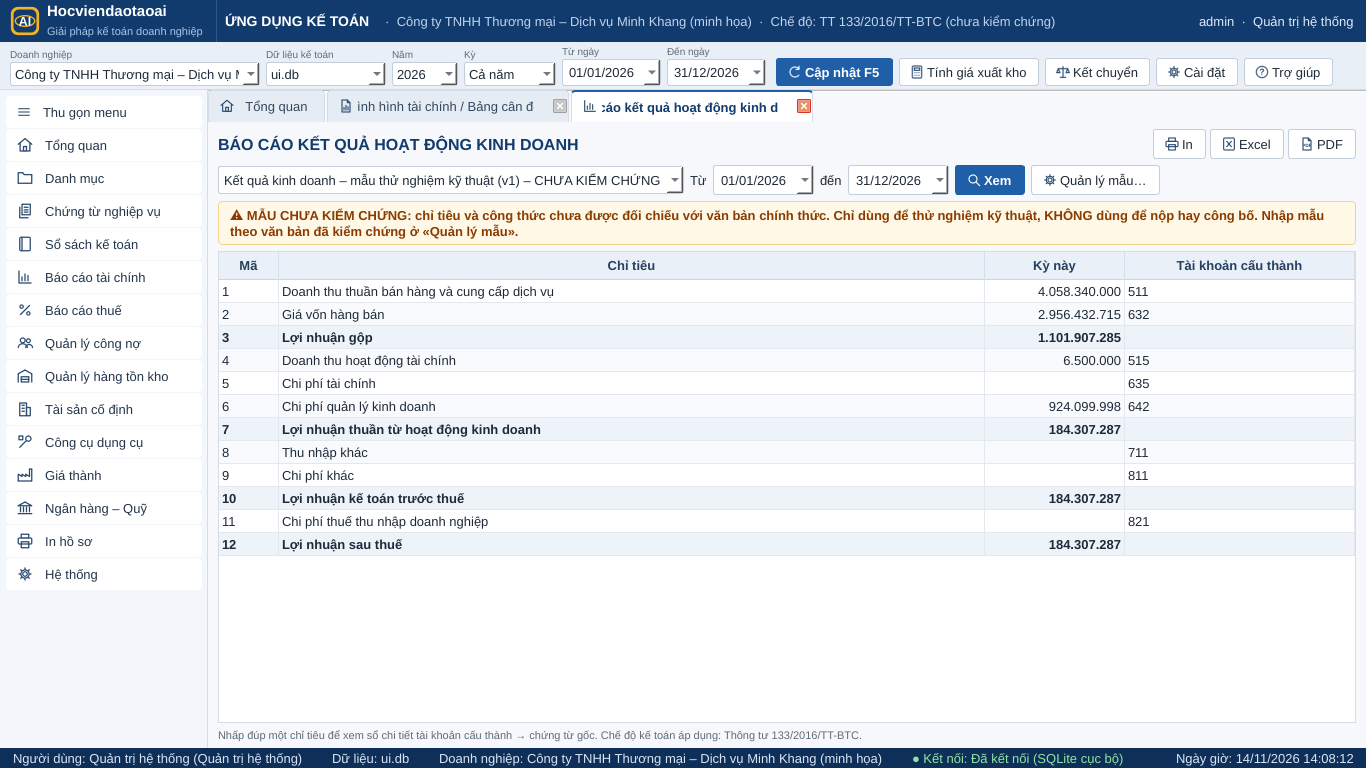 Hocviendaotaoai
Giải pháp kế toán doanh nghiệp
ỨNG DỤNG KẾ TOÁN · Công ty TNHH Thương mại – Dịch vụ Minh Khang (minh họa) · Chế độ: TT 133/2016/TT-BTC (chưa kiểm chứng)
admin · Quản trị hệ thống
Doanh nghiệp Dữ liệu kế toán Năm Kỳ Từ ngày Đến ngày
Công ty TNHH Thương mại – Dịch vụ ui.db 2026 Cả năm 01/01/2026 31/12/2026 Cập nhật F5 Tính giá xuất kho Kết chuyển Cài đặt Trợ giúp
Thu gọn menu
Tổng quan
Danh mục
Chứng từ nghiệp vụ
Sổ sách kế toán
Báo cáo tài chính
Báo cáo thuế
Quản lý công nợ
Quản lý hàng tồn kho
Tài sản cố định
Công cụ dụng cụ
Giá thành
Ngân hàng – Quỹ
In hồ sơ
Hệ thống
Tổng quan ình hình tài chính / Bảng cân đ cáo kết quả hoạt động kinh d
BÁO CÁO KẾT QUẢ HOẠT ĐỘNG KINH DOANH In Excel PDF
Kết quả kinh doanh – mẫu thử nghiệm kỹ thuật (v1) – CHƯA KIỂM CHỨNG Từ 01/01/2026 đến 31/12/2026 Xem Quản lý mẫu…
⚠ MẪU CHƯA KIỂM CHỨNG: chỉ tiêu và công thức chưa được đối chiếu với văn bản chính thức. Chỉ dùng để thử nghiệm kỹ thuật, KHÔNG dùng để nộp hay công bố. Nhập mẫu
theo văn bản đã kiểm chứng ở «Quản lý mẫu».
Mã Chỉ tiêu Kỳ này Tài khoản cấu thành
1 Doanh thu thuần bán hàng và cung cấp dịch vụ 4.058.340.000 511
2 Giá vốn hàng bán 2.956.432.715 632
3 Lợi nhuận gộp 1.101.907.285
4 Doanh thu hoạt động tài chính 6.500.000 515
5 Chi phí tài chính 635
6 Chi phí quản lý kinh doanh 924.099.998 642
7 Lợi nhuận thuần từ hoạt động kinh doanh 184.307.287
8 Thu nhập khác 711
9 Chi phí khác 811
10 Lợi nhuận kế toán trước thuế 184.307.287
11 Chi phí thuế thu nhập doanh nghiệp 821
12 Lợi nhuận sau thuế 184.307.287
Nhấp đúp một chỉ tiêu để xem sổ chi tiết tài khoản cấu thành → chứng từ gốc. Chế độ kế toán áp dụng: Thông tư 133/2016/TT-BTC.
Người dùng: Quản trị hệ thống (Quản trị hệ thống) Dữ liệu: ui.db Doanh nghiệp: Công ty TNHH Thương mại – Dịch vụ Minh Khang (minh họa) ● Kết nối: Đã kết nối (SQLite cục bộ) Ngày giờ: 14/11/2026 14:08:12